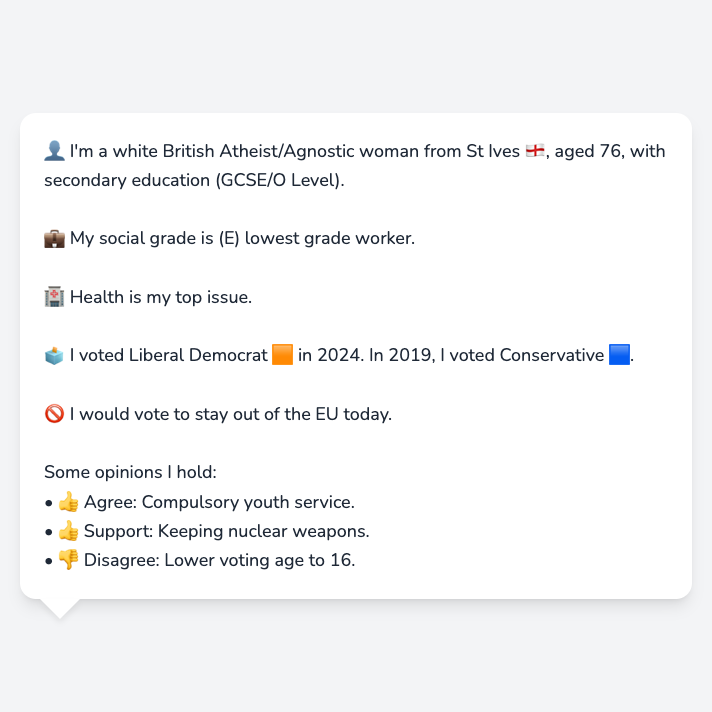 👤 I'm a white British Atheist/Agnostic woman from St Ives 🏴󠁧󠁢󠁥󠁮󠁧󠁿, aged 76, with
secondary education (GCSE/O Level).
💼 My social grade is (E) lowest grade worker.
🏥 Health is my top issue.
🗳️ I voted Liberal Democrat 🟧 in 2024. In 2019, I voted Conservative 🟦.
🚫 I would vote to stay out of the EU today.
Some opinions I hold:
• 👍 Agree: Compulsory youth service.
• 👍 Support: Keeping nuclear weapons.
• 👎 Disagree: Lower voting age to 16.